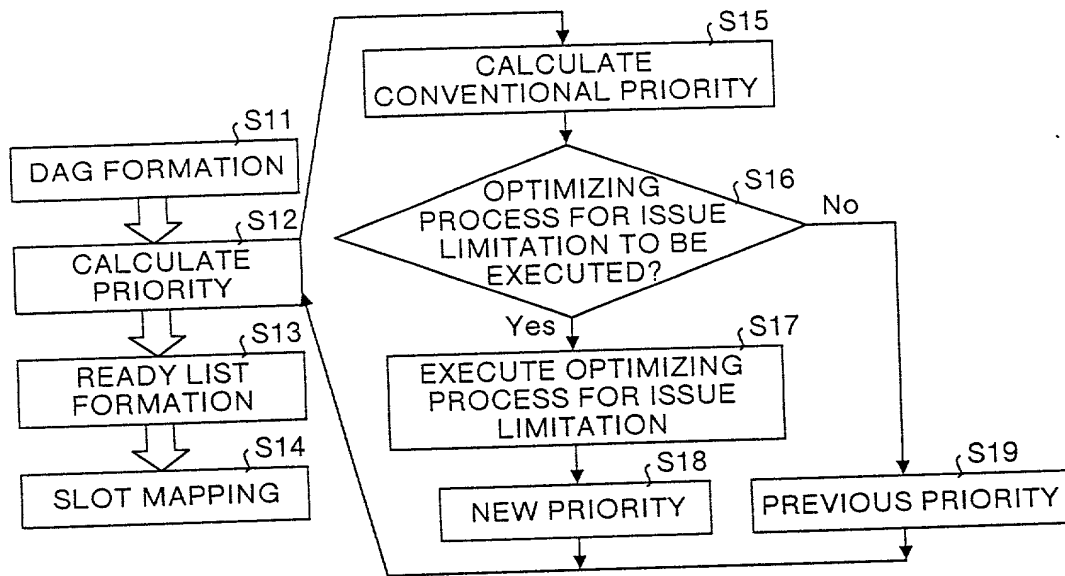 S11
DAG FORMATION
S12
CALCULATE
PRIORITY
S13
READY LIST
FORMATION
S14
SLOT MAPPING
S15
CALCULATE
CONVENTIONAL PRIORITY
S16
OPTIMIZING
PROCESS FOR ISSUE
LIMITATION TO BE
EXECUTED?
No
Yes
S17
EXECUTE OPTIMIZING
PROCESS FOR ISSUE
LIMITATION
S18
NEW PRIORITY
S19
PREVIOUS PRIORITY